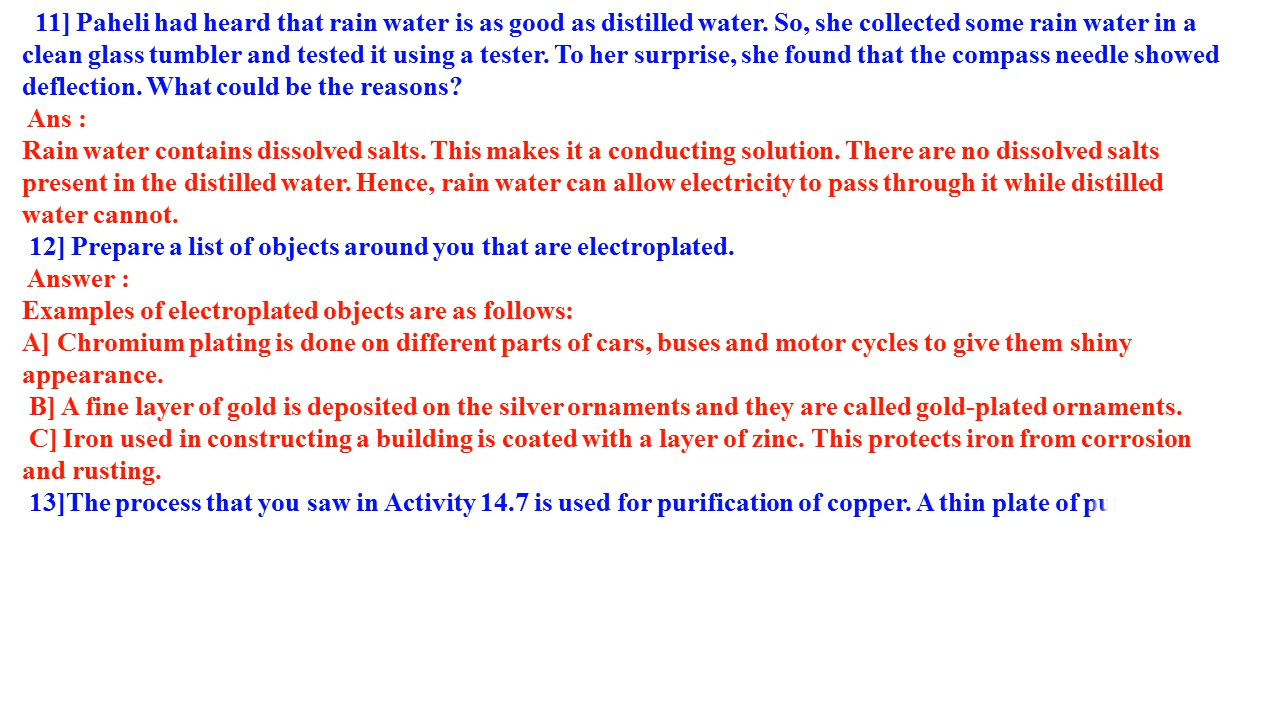 11] Paheli had heard that rain water is as good as distilled water. So, she collected some rain water in a
clean glass tumbler and tested it using a tester. To her surprise, she found that the compass needle showed
deflection. What could be the reasons?
Ans :
Rain water contains dissolved salts. This makes it a conducting solution. There are no dissolved salts
present in the distilled water. Hence, rain water can allow electricity to pass through it while distilled
water cannot.
12] Prepare a list of objects around you that are electroplated.
Answer :
Examples of electroplated objects are as follows:
A] Chromium plating is done on different parts of cars, buses and motor cycles to give them shiny
appearance.
B] A fine layer of gold is deposited on the silver ornaments and they are called gold-plated ornaments.
C] Iron used in constructing a building is coated with a layer of zinc. This protects iron from corrosion
and rusting.
13]The process that you saw in Activity 14.7 is used for purification of copper. A thin plate of